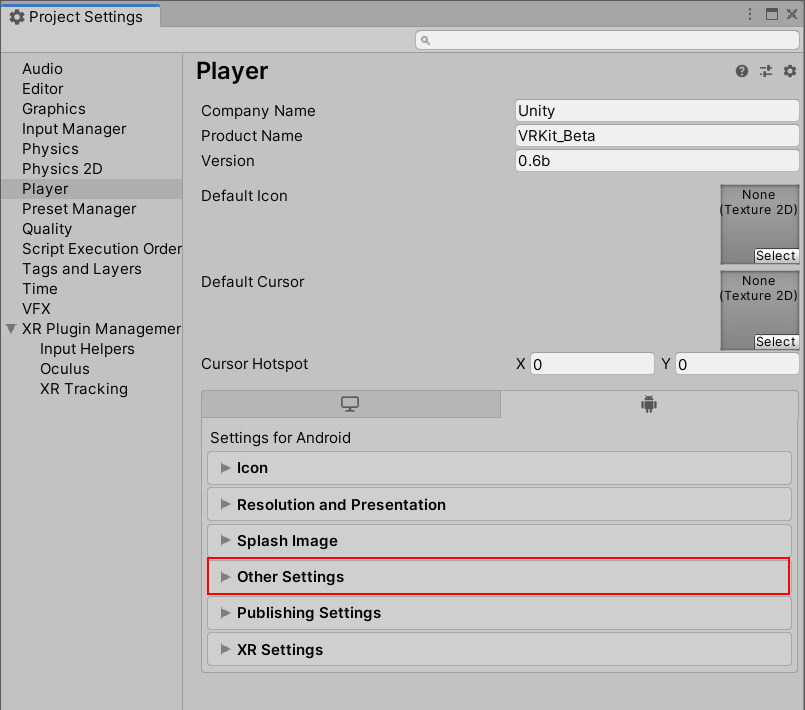 Project Settings
Audio
Editor
Graphics
Input Manager
Physics
Physics 2D
Player
Preset Manager
Quality
Script Execution Order
Tags and Layers
Time
VFX
XR Plugin Managemer
Input Helpers
Oculus
XR Tracking
Player
Company Name Unity
Product Name VRKit_Beta
Version 0.6b
Default Icon
None
(Texture 2D)
Select
Default Cursor
None
(Texture 2D)
Select
Cursor Hotspot X 0 Y 0
Settings for Android
Icon
Resolution and Presentation
Splash Image
Other Settings
Publishing Settings
XR Settings